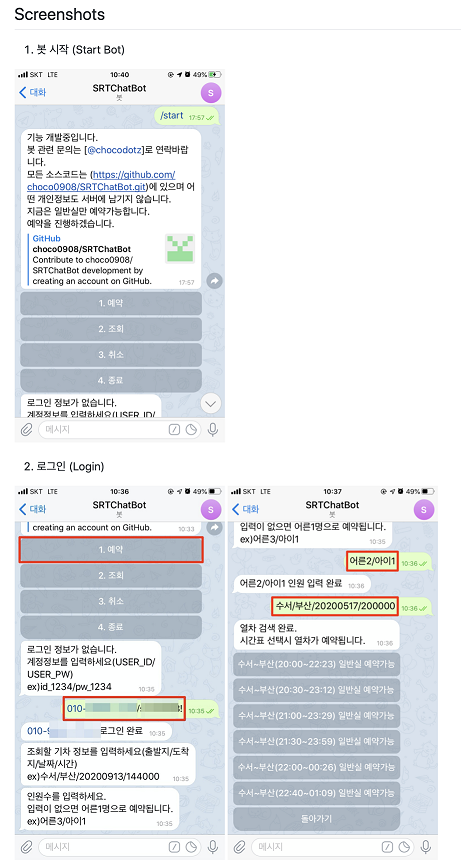 Screenshots
1. 봇 시작 (Start Bot)
SKT LTE
10:40
49%
대화
SRTChatBot
봇
S
/start
17:57
기능 개발중입니다.
봇 관련 문의는 [@chocodotz]로 연락바랍
니다.
모든 소스코드는 (https://github.com/
choco0908/SRTChatBot.git)에 있으며 어
떤 개인정보도 서버에 남기지 않습니다.
지금은 일반실만 예약가능합니다.
예약을 진행하겠습니다.
GitHub
choco0908/SRTChatBot
Contribute to choco0908/
SRTChatBot development by
creating an account on GitHub.
17:57
1. 예약
2. 조회
3. 취소
4. 종료
로그인 정보가 없습니다.
계정정보를 입력하세요(USER_ID/
메시지
2. 로그인 (Login)
SKT LTE
10:36
49%
대화
SRTChatBot
봇
S
creating an account on GitHub.
10:33
1. 예약
2. 조회
3. 취소
4. 종료
로그인 정보가 없습니다.
계정정보를 입력하세요(USER_ID/
USER_PW)
ex)id_1234/pw_1234
10:35
010-
10:35
010-9
로그인 완료
10:35
조회할 기차 정보를 입력하세요(출발지/도착
지/날짜/시간)
ex)수서/부산/20200913/144000
10:35
인원수를 입력하세요.
입력이 없으면 어른1명으로 예약됩니다.
ex)어른3/아이1
10:35
메시지
SKT LTE
10:37
49%
대화
SRTChatBot
봇
S
입력이 없으면 어른1명으로 예약됩니다.
ex)어른3/아이1
10:35
어른2/아이1
10:36
어른2/아이1 인원 입력 완료
10:36
수서/부산/20200517/200000
10:36
열차 검색 완료.
시간표 선택시 열차가 예약됩니다.
10:36
수서~부산(20:00~22:23) 일반실 예약가능
수서~부산(20:30~23:12) 일반실 예약가능
수서~부산(21:00~23:29) 일반실 예약가능
수서~부산(21:30~23:59) 일반실 예약가능
수서~부산(22:00~00:26) 일반실 예약가능
수서~부산(22:40~01:09) 일반실 예약가능
돌아가기
메시지